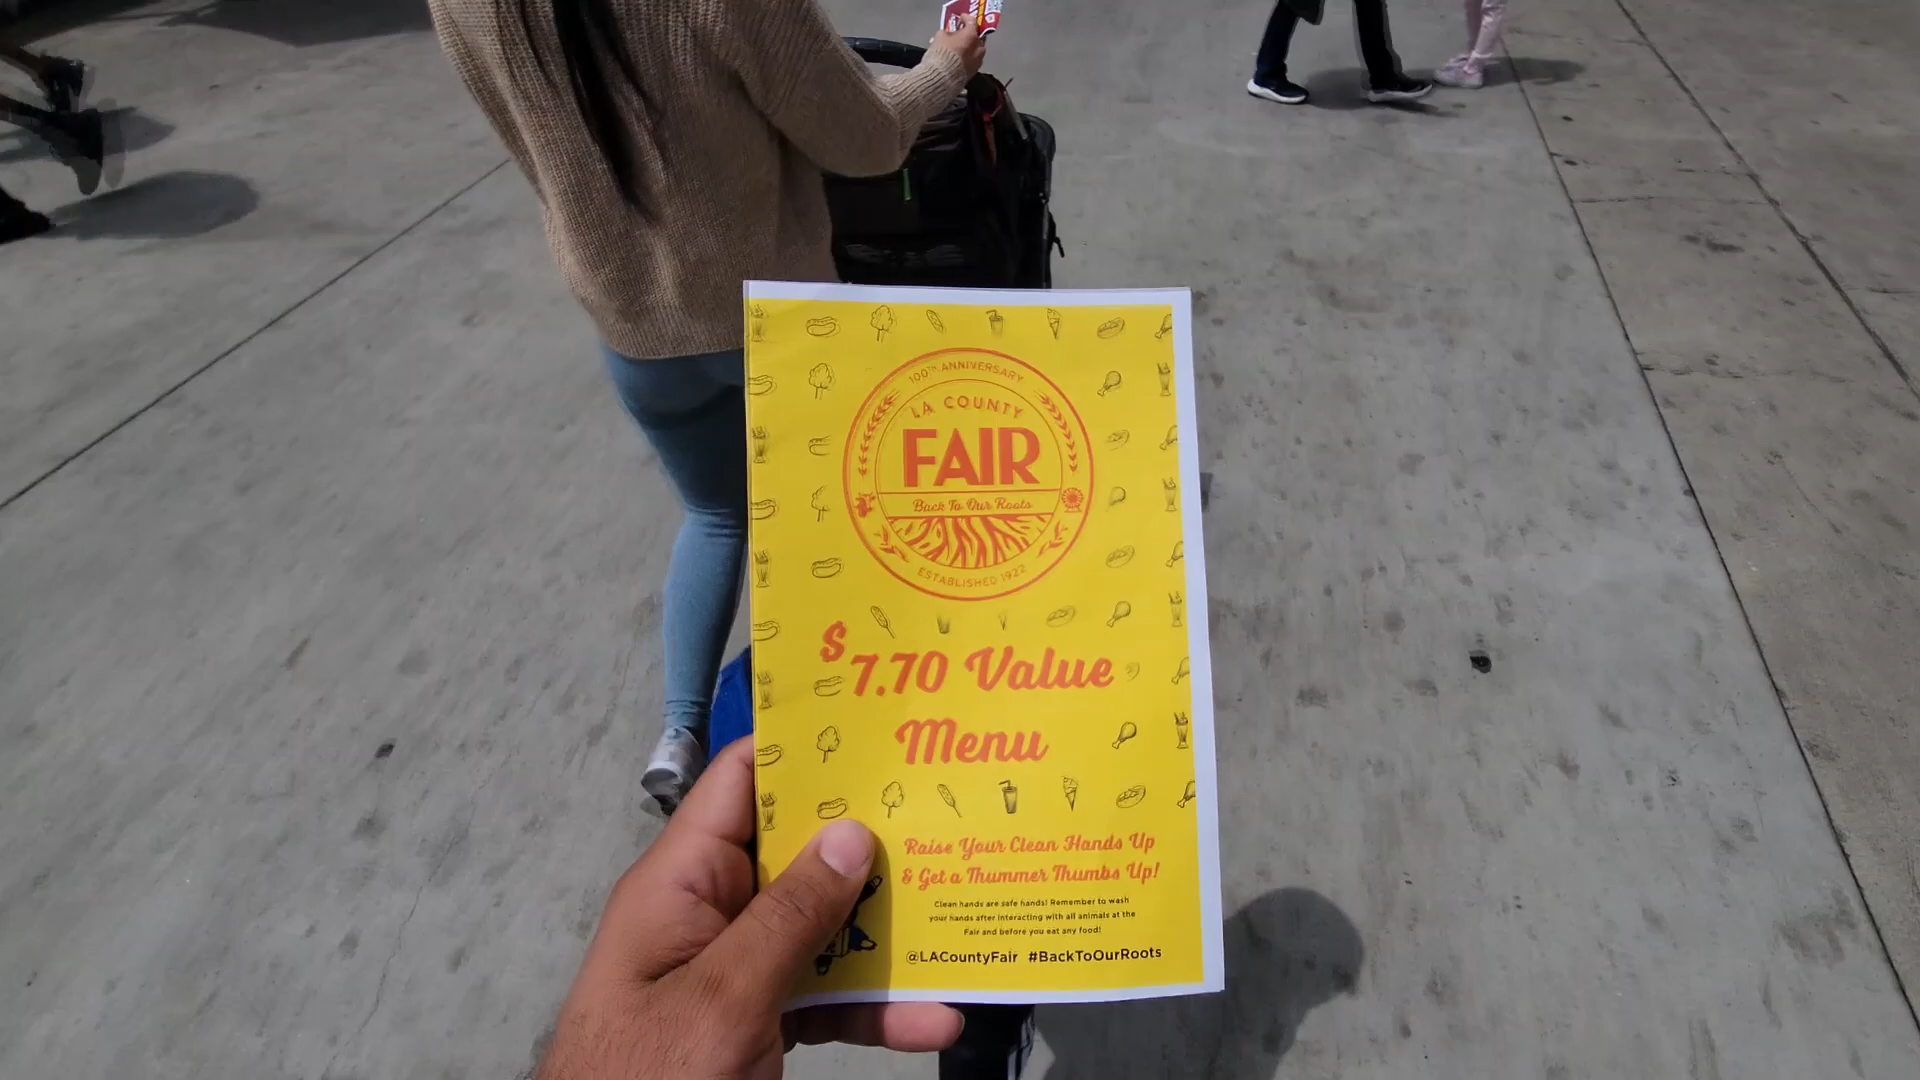 100TH ANNIVERSARY
LA COUNTY
FAIR
Back To Our Roots
ESTABLISHED 1922
$7.70 Value
Menu
Raise Your Clean Hands Up
& Get a Thummer Thumbs Up!
Clean hands are safe hands! Remember to wash
your hands after interacting with all animals at the
Fair and before you eat any food!
@LACountyFair #BackToOurRoots